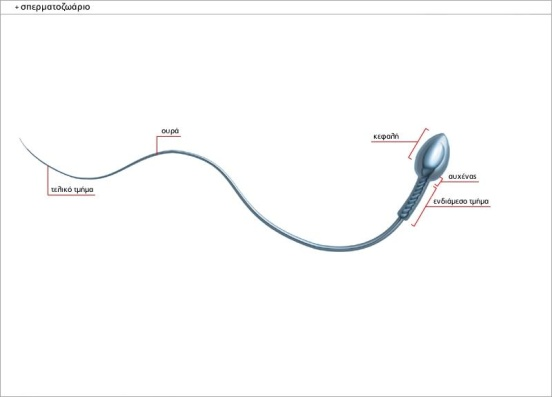 + σπερματοζωάριο
ουρά
κεφαλή
αυχένας
τελικό τμήμα
ενδιάμεσο τμήμα